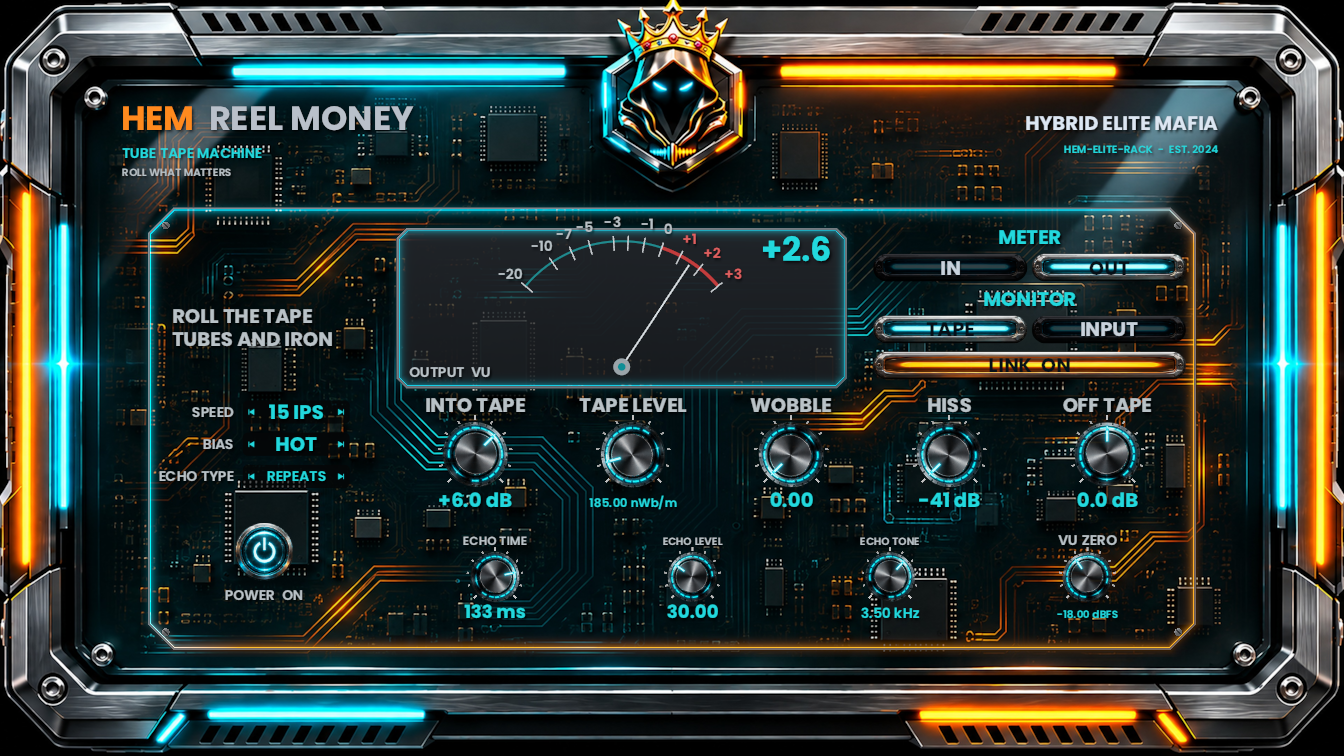 HEM REEL MONEY
TUBE TAPE MACHINE
ROLL WHAT MATTERS
HYBRID ELITE MAFIA
HEM-ELITE-RACK - EST. 2024
-20 -10 -7 -5 -3 -1 0 +1 +2 +3
+2.6
OUTPUT VU
METER
IN OUT
MONITOR
TAPE INPUT
LINK ON
ROLL THE TAPE
TUBES AND IRON
SPEED 15 IPS
BIAS HOT
ECHO TYPE REPEATS
POWER ON
INTO TAPE TAPE LEVEL WOBBLE HISS OFF TAPE
+6.0 dB 185.00 nWb/m 0.00 -41 dB 0.0 dB
ECHO TIME ECHO LEVEL ECHO TONE VU ZERO
133 ms 30.00 3.50 kHz -18.00 dBFS